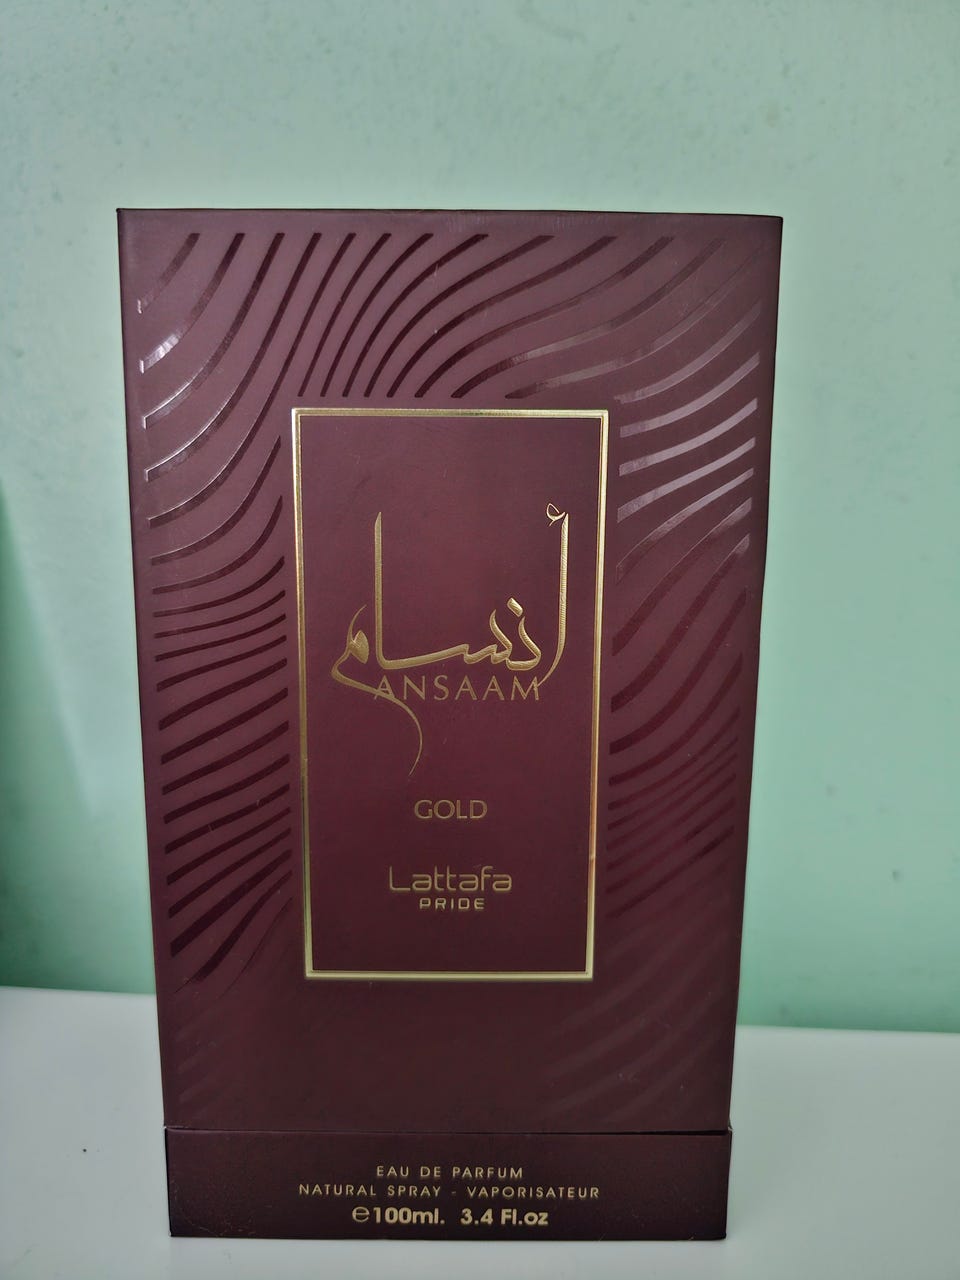 أنسام
ANSAAM
GOLD
Lattafa
PRIDE
EAU DE PARFUM
NATURAL SPRAY - VAPORISATEUR
℮100ml. 3.4 Fl.oz